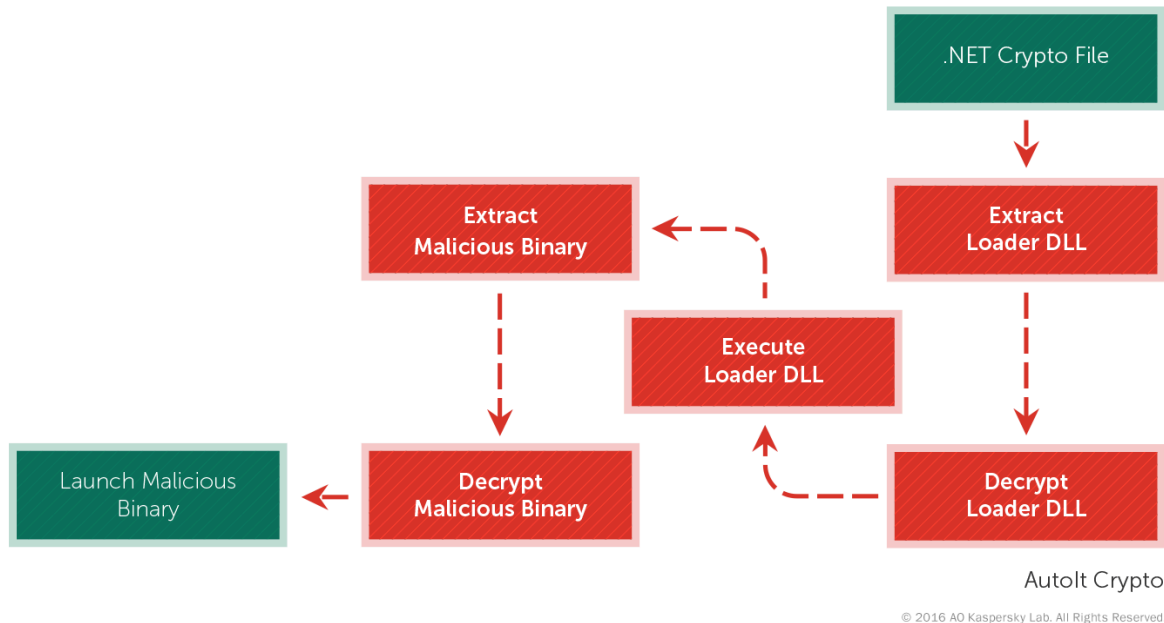 .NET Crypto File
Extract
Loader DLL
Decrypt
Loader DLL
Execute
Loader DLL
Extract
Malicious Binary
Decrypt
Malicious Binary
Launch Malicious
Binary
AutoIt Crypto
© 2016 AO Kaspersky Lab. All Rights Reserved